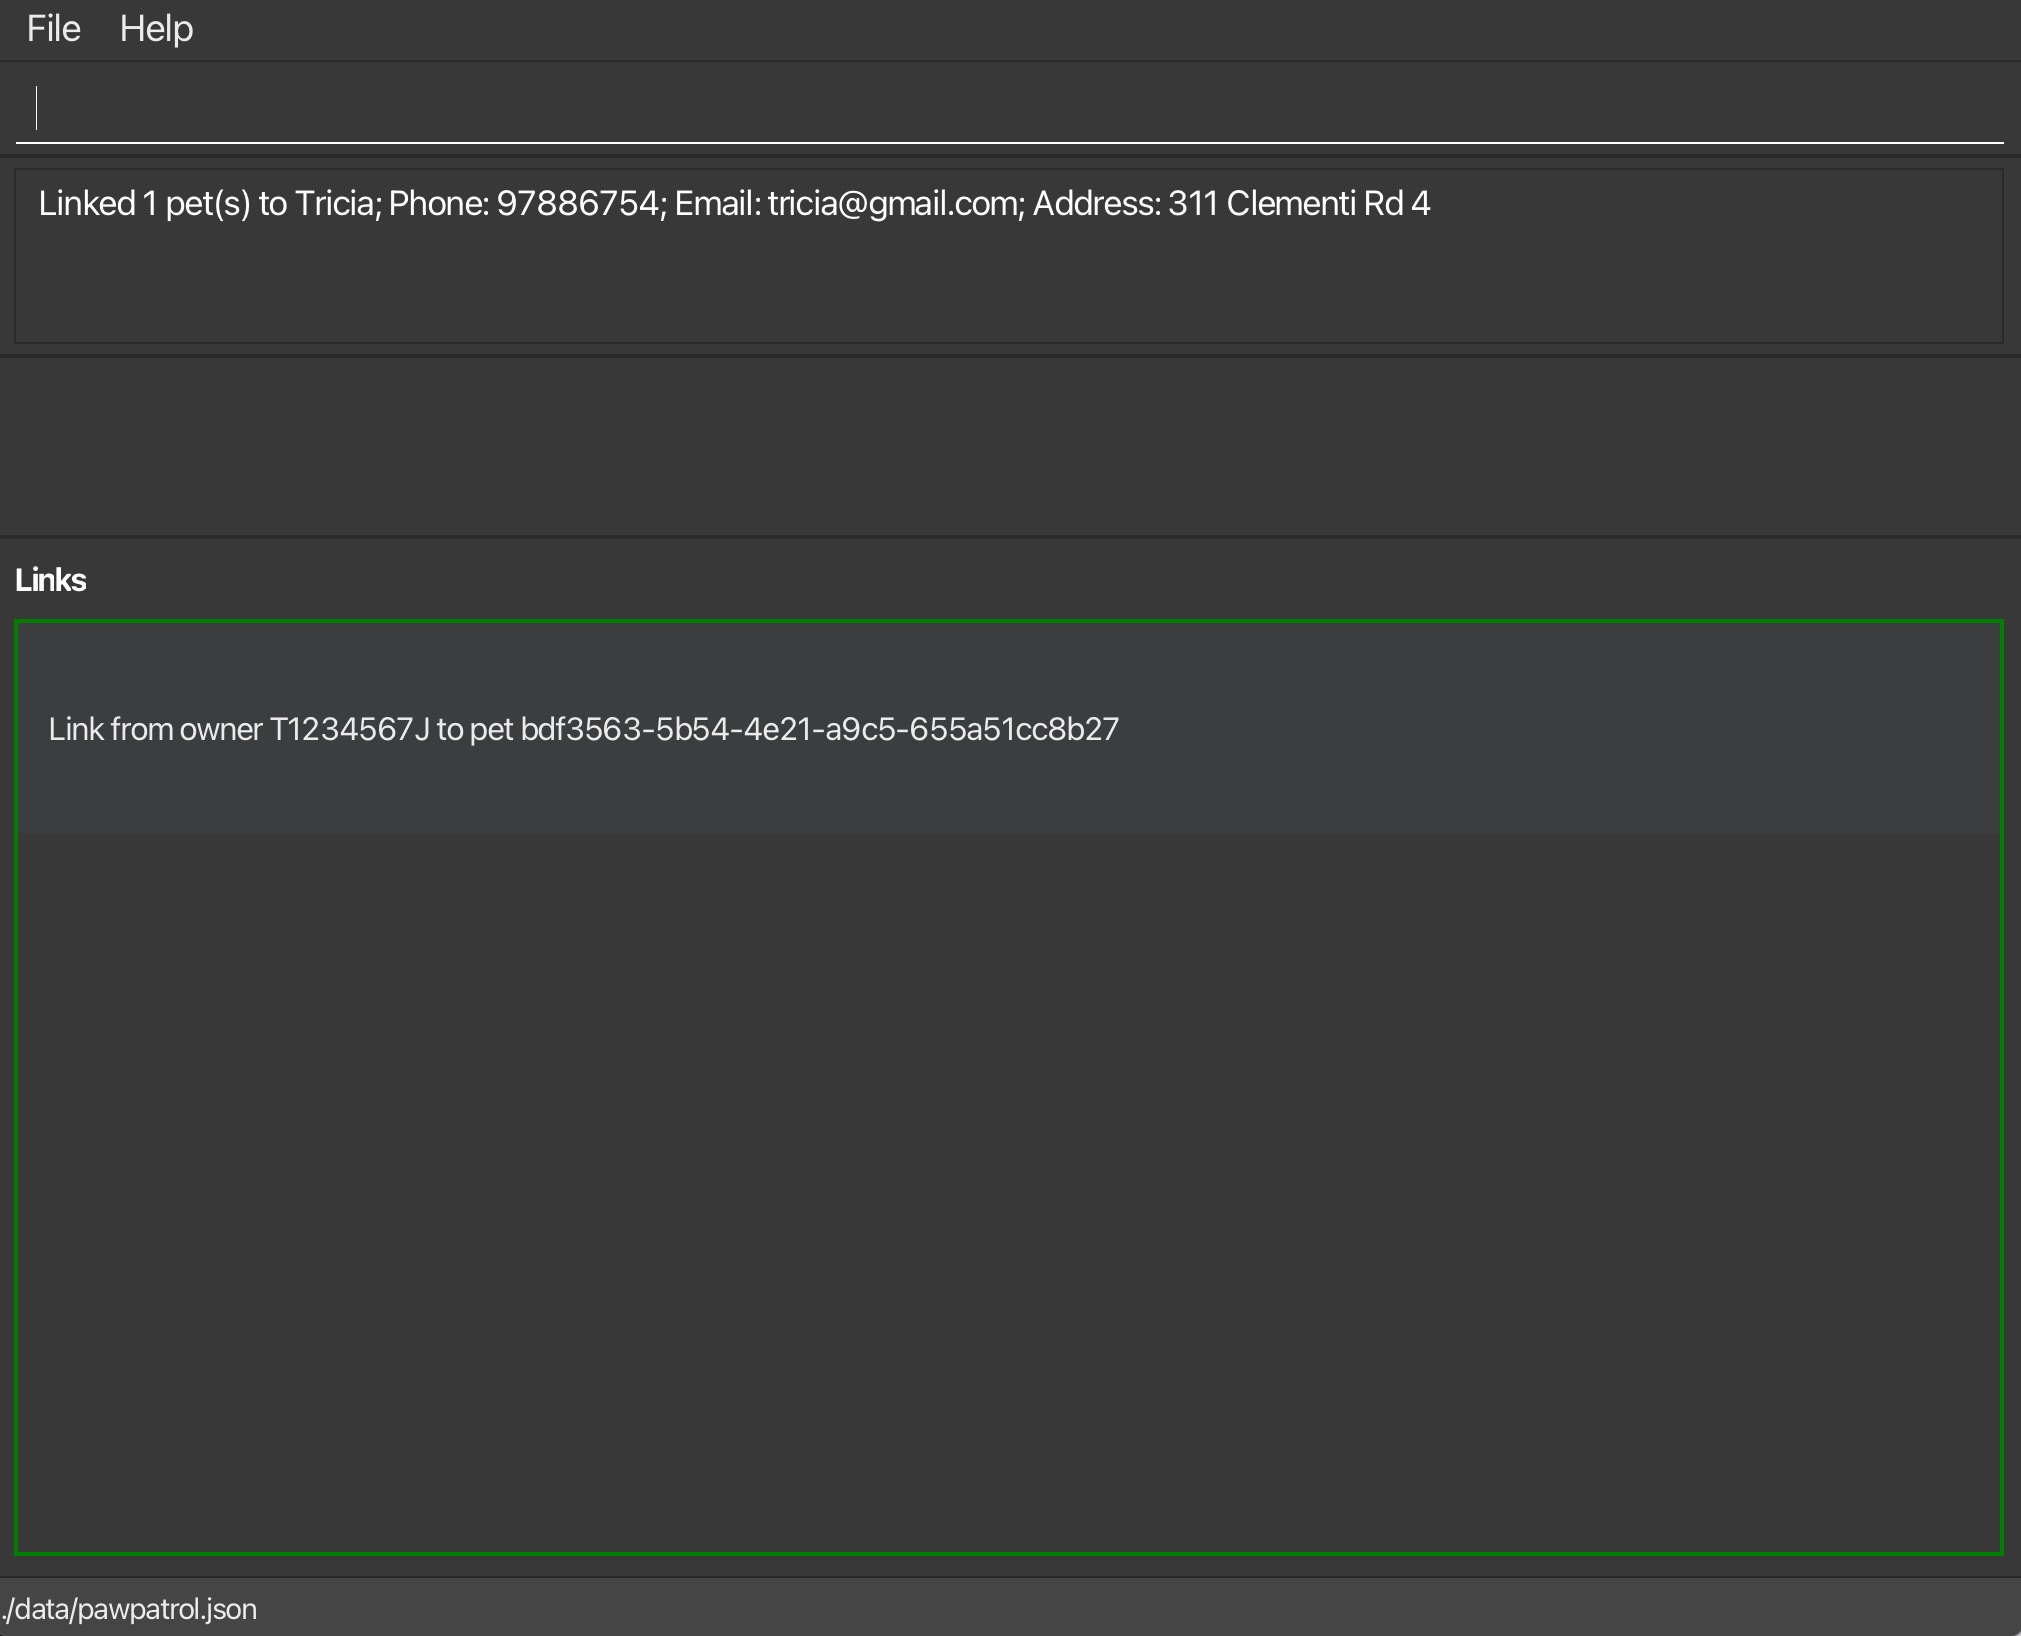 File Help
Linked 1 pet(s) to Tricia; Phone: 97886754; Email: tricia@gmail.com; Address: 311 Clementi Rd 4
Links
Link from owner T1234567J to pet bdf3563-5b54-4e21-a9c5-655a51cc8b27
./data/pawpatrol.json